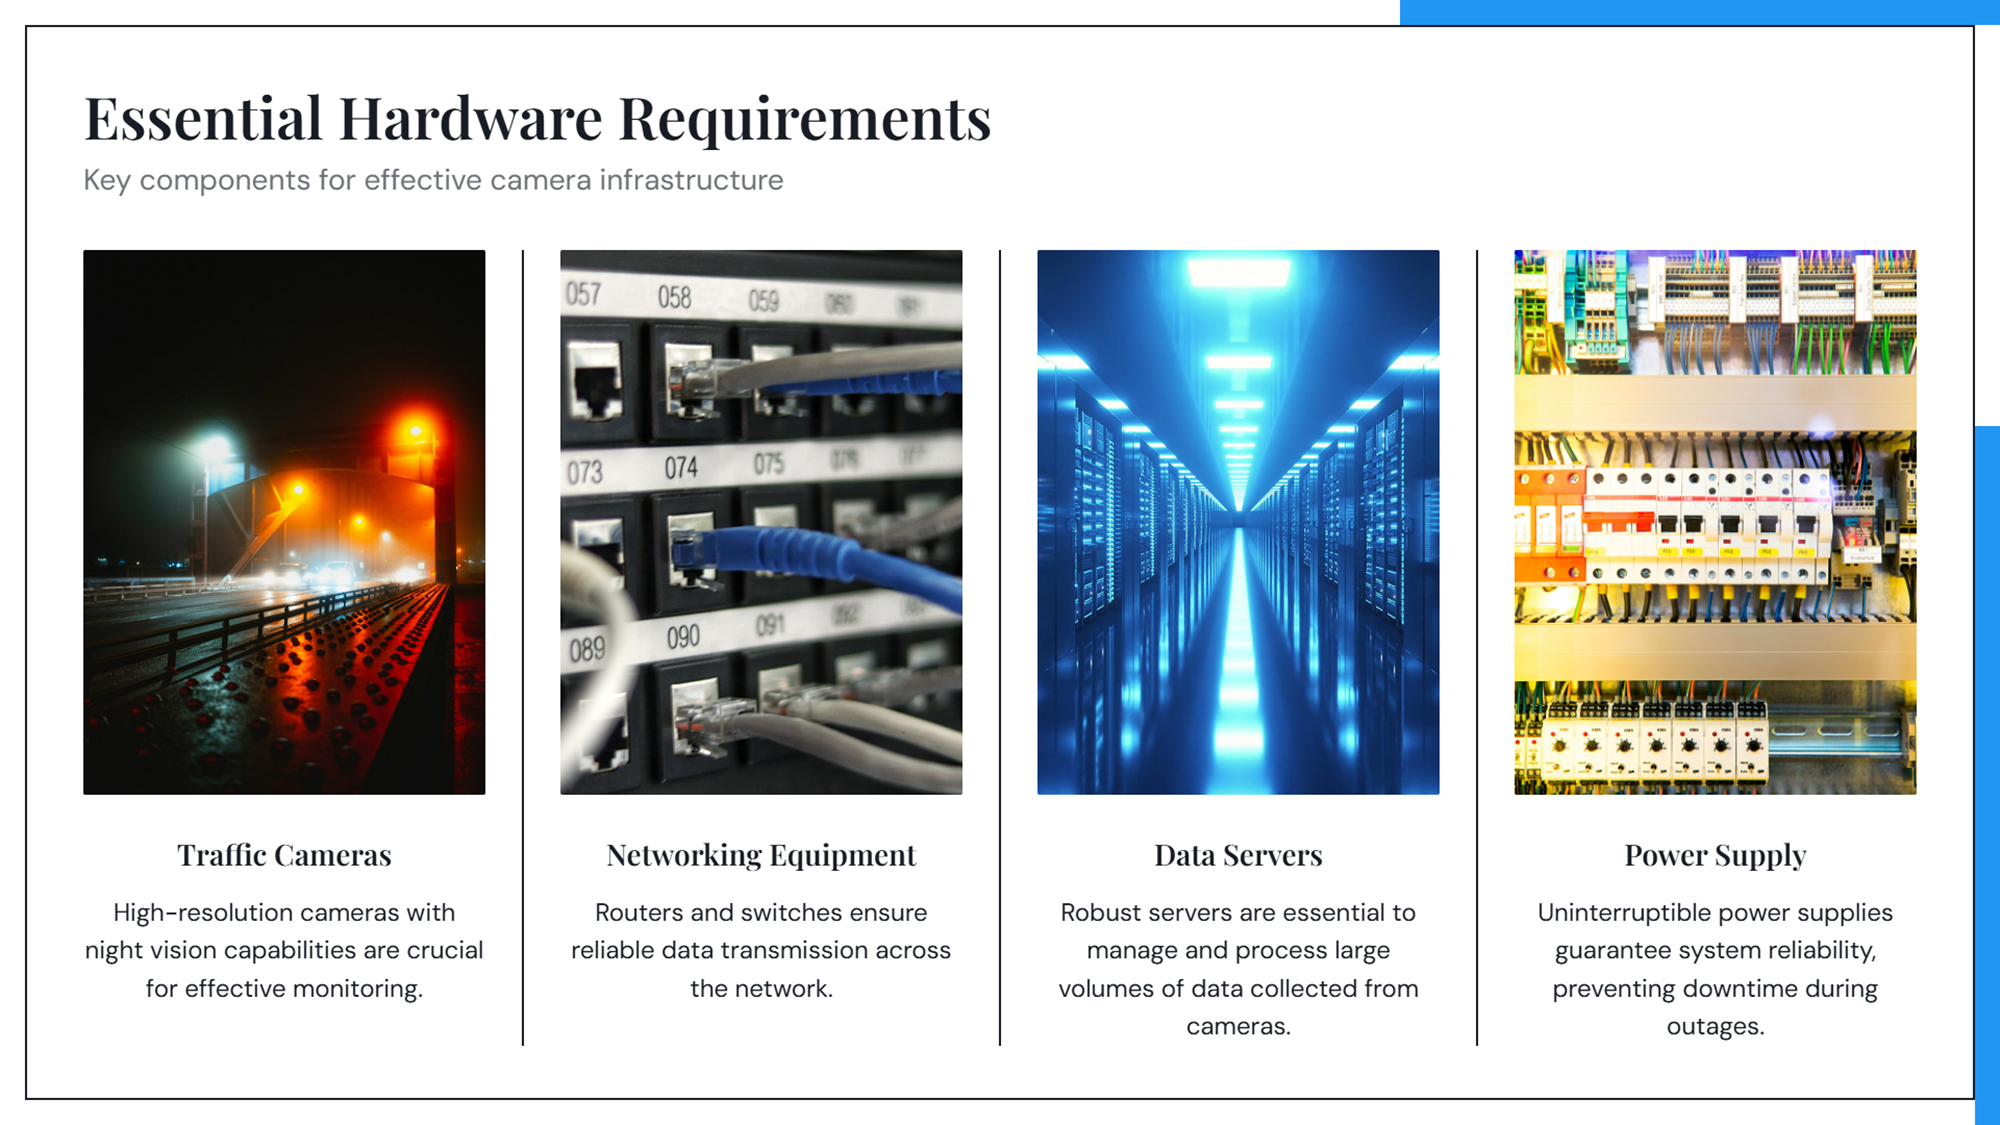 Essential Hardware Requirements
Key components for effective camera infrastructure
057 058 059
073 074 075
089 090 091
Traffic Cameras
High-resolution cameras with
night vision capabilities are crucial
for effective monitoring.
Networking Equipment
Routers and switches ensure
reliable data transmission across
the network.
Data Servers
Robust servers are essential to
manage and process large
volumes of data collected from
cameras.
Power Supply
Uninterruptible power supplies
guarantee system reliability,
preventing downtime during
outages.